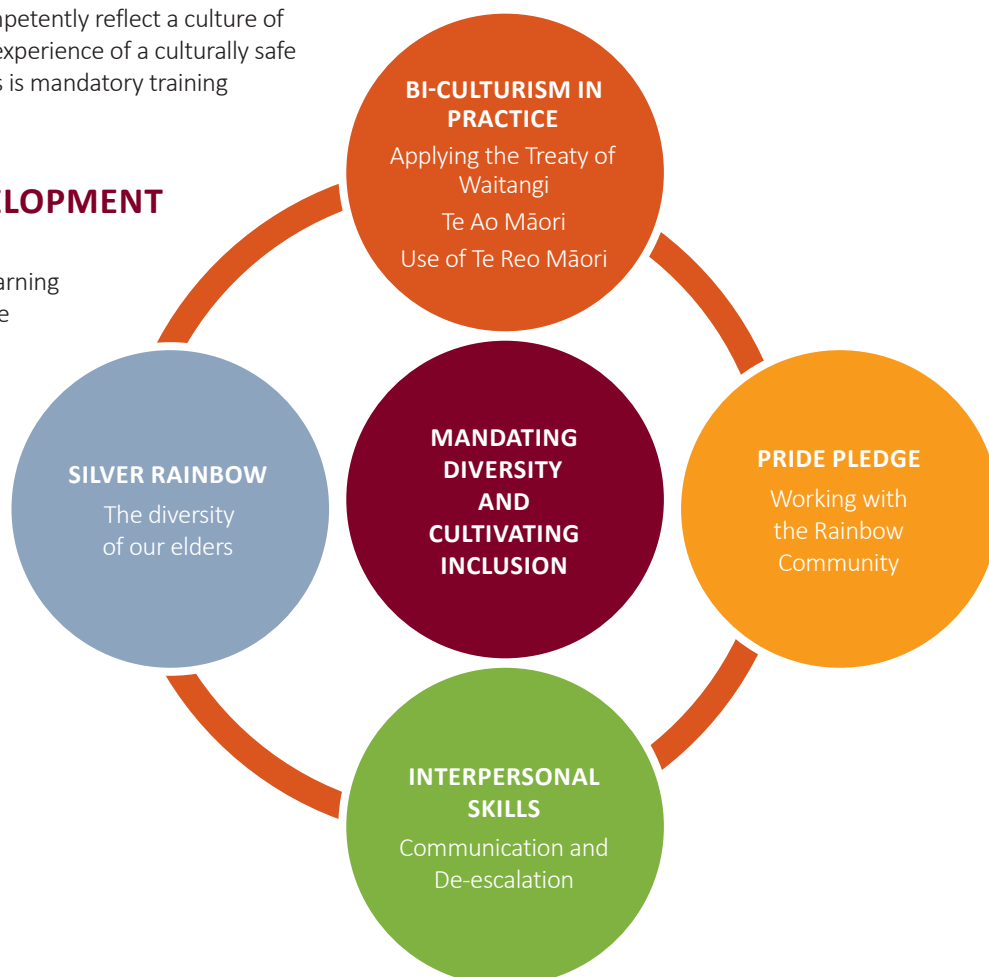 petently reflect a culture of
experience of a culturally safe
s is mandatory training
ELOPMENT
arning
e
BI-CULTURISM IN
PRACTICE
Applying the Treaty of
Waitangi
Te Ao Māori
Use of Te Reo Māori
SILVER RAINBOW
The diversity
of our elders
MANDATING
DIVERSITY
AND
CULTIVATING
INCLUSION
PRIDE PLEDGE
Working with
the Rainbow
Community
INTERPERSONAL
SKILLS
Communication and
De-escalation